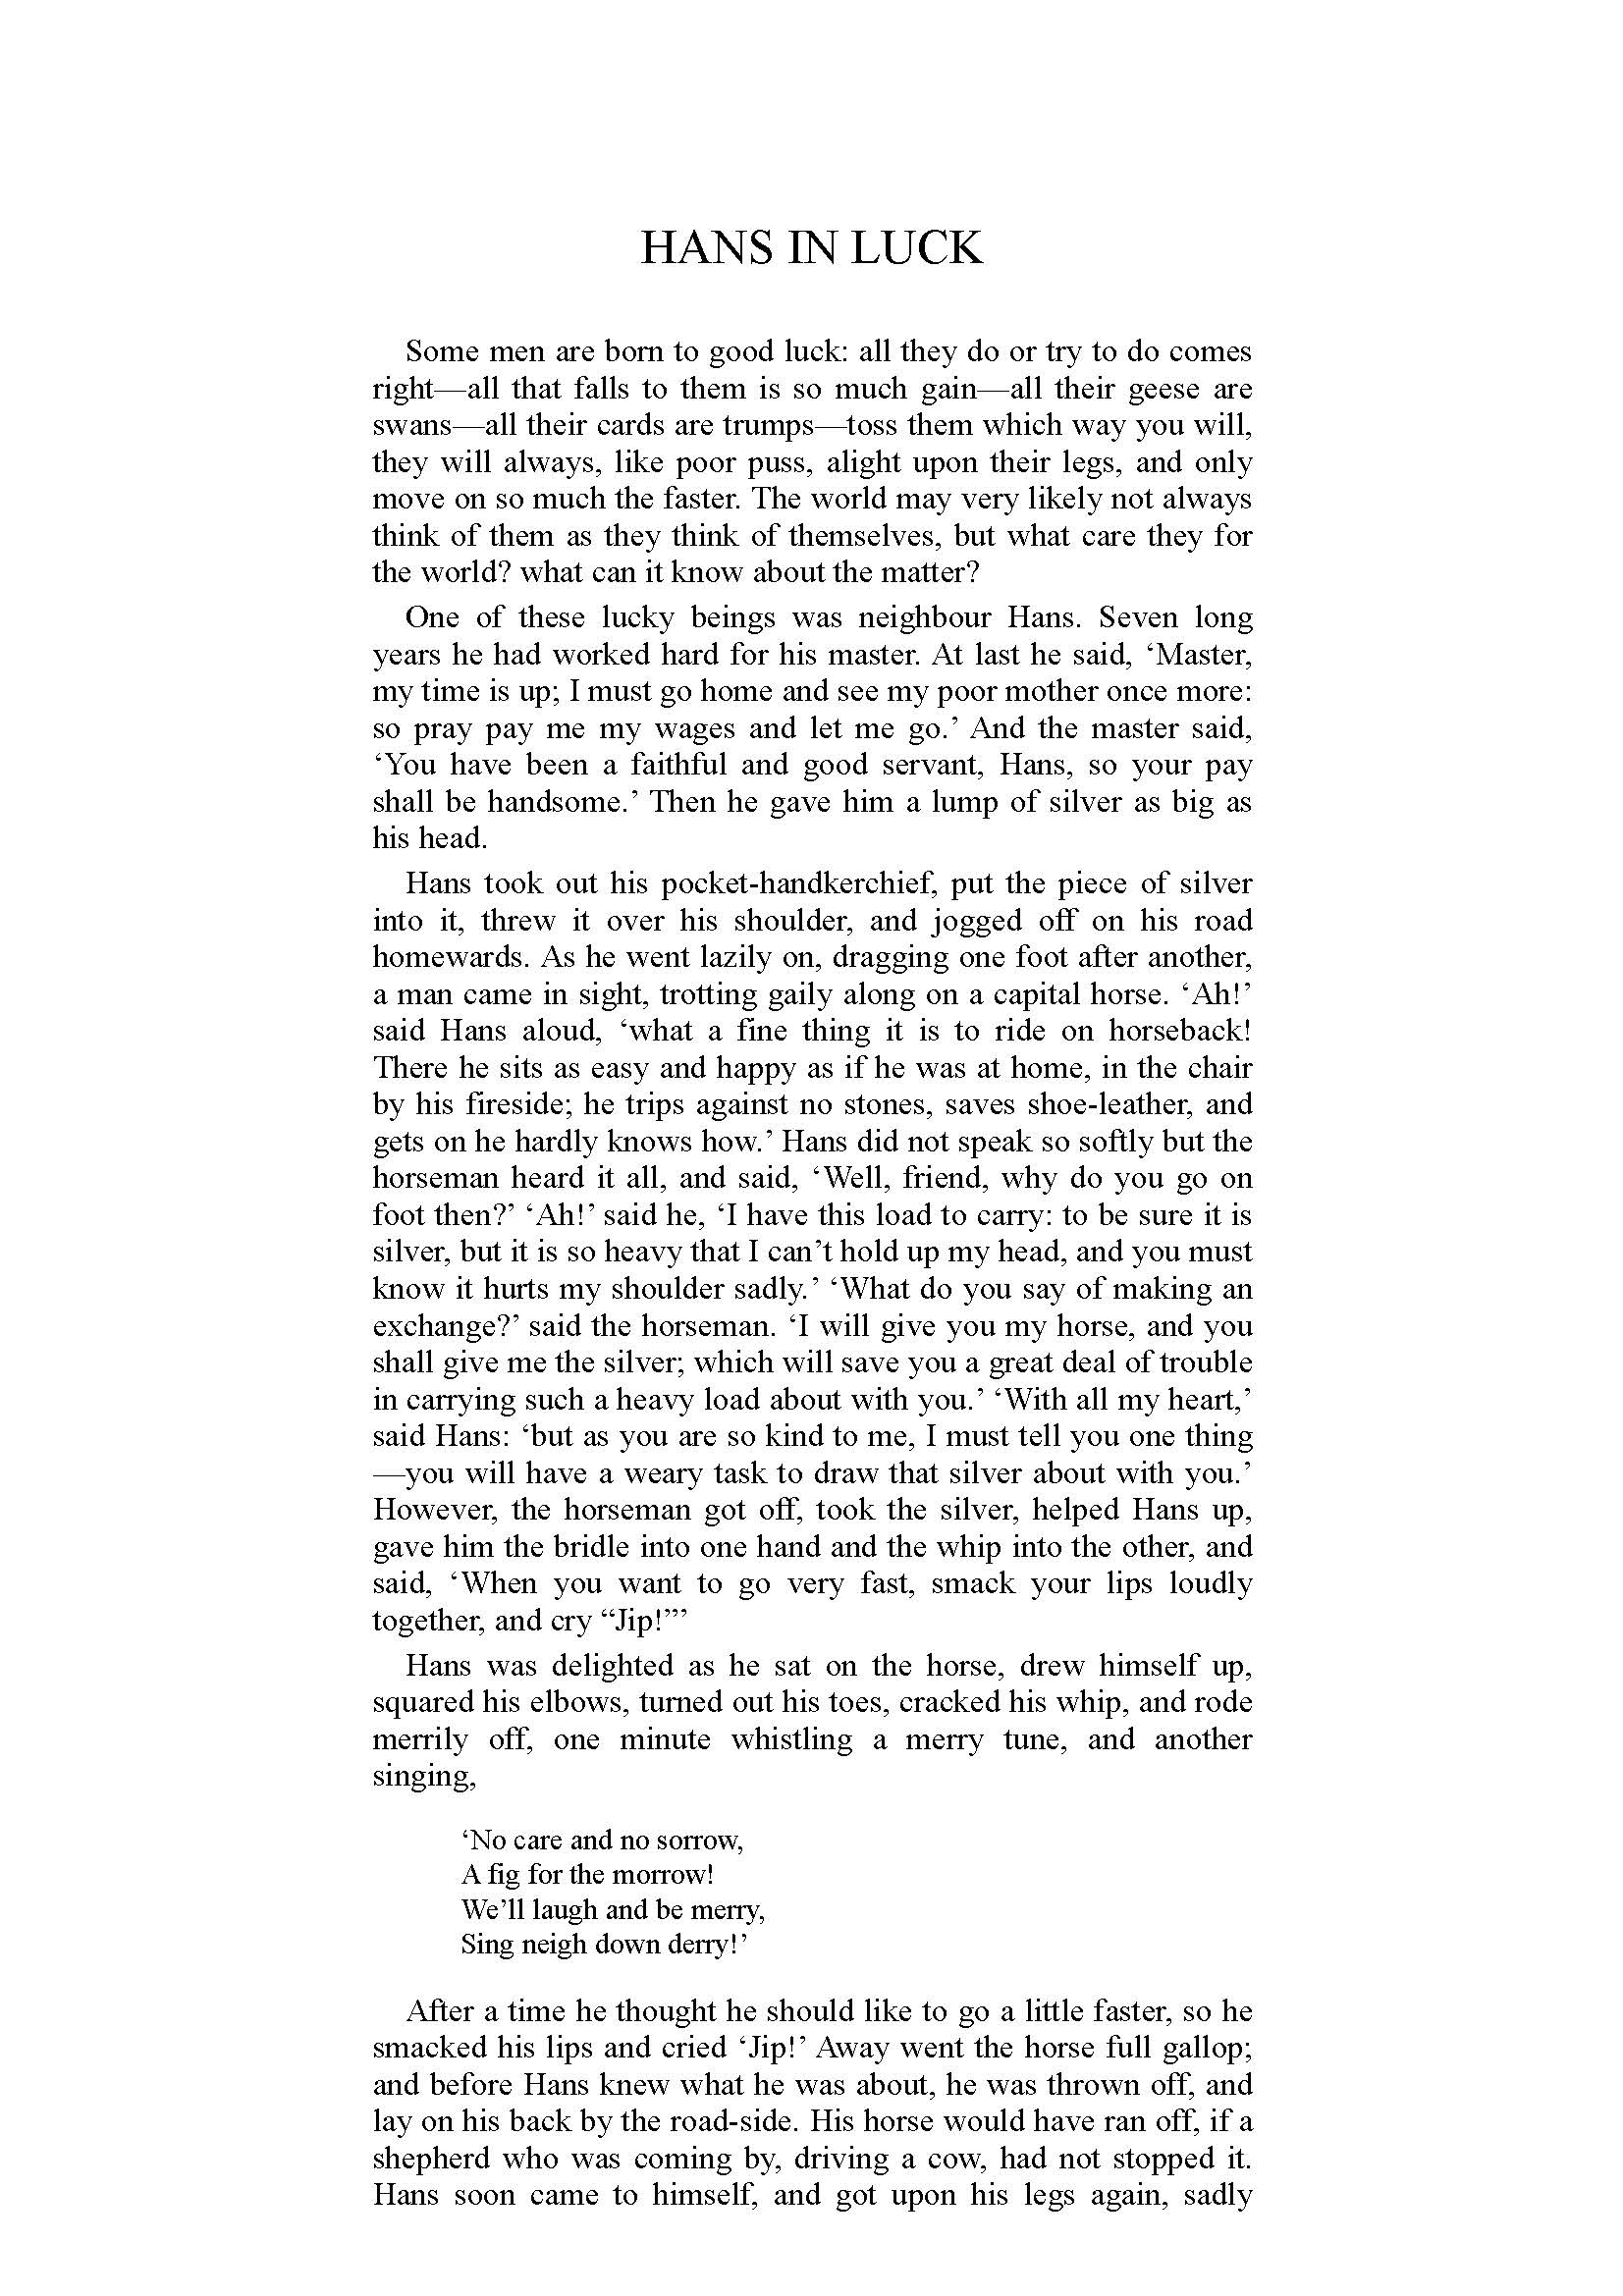 HANS IN LUCK
Some men are born to good luck: all they do or try to do comes
right—all that falls to them is so much gain—all their geese are
swans—all their cards are trumps—toss them which way you will,
they will always, like poor puss, alight upon their legs, and only
move on so much the faster. The world may very likely not always
think of them as they think of themselves, but what care they for
the world? what can it know about the matter?
One of these lucky beings was neighbour Hans. Seven long
years he had worked hard for his master. At last he said, ‘Master,
my time is up; I must go home and see my poor mother once more:
so pray pay me my wages and let me go.’ And the master said,
‘You have been a faithful and good servant, Hans, so your pay
shall be handsome.’ Then he gave him a lump of silver as big as
his head.
Hans took out his pocket-handkerchief, put the piece of silver
into it, threw it over his shoulder, and jogged off on his road
homewards. As he went lazily on, dragging one foot after another,
a man came in sight, trotting gaily along on a capital horse. ‘Ah!’
said Hans aloud, ‘what a fine thing it is to ride on horseback!
There he sits as easy and happy as if he was at home, in the chair
by his fireside; he trips against no stones, saves shoe-leather, and
gets on he hardly knows how.’ Hans did not speak so softly but the
horseman heard it all, and said, ‘Well, friend, why do you go on
foot then?’ ‘Ah!’ said he, ‘I have this load to carry: to be sure it is
silver, but it is so heavy that I can’t hold up my head, and you must
know it hurts my shoulder sadly.’ ‘What do you say of making an
exchange?’ said the horseman. ‘I will give you my horse, and you
shall give me the silver; which will save you a great deal of trouble
in carrying such a heavy load about with you.’ ‘With all my heart,’
said Hans: ‘but as you are so kind to me, I must tell you one thing
—you will have a weary task to draw that silver about with you.’
However, the horseman got off, took the silver, helped Hans up,
gave him the bridle into one hand and the whip into the other, and
said, ‘When you want to go very fast, smack your lips loudly
together, and cry “Jip!”’
Hans was delighted as he sat on the horse, drew himself up,
squared his elbows, turned out his toes, cracked his whip, and rode
merrily off, one minute whistling a merry tune, and another
singing,
‘No care and no sorrow,
A fig for the morrow!
We’ll laugh and be merry,
Sing neigh down derry!’
After a time he thought he should like to go a little faster, so he
smacked his lips and cried ‘Jip!’ Away went the horse full gallop;
and before Hans knew what he was about, he was thrown off, and
lay on his back by the road-side. His horse would have ran off, if a
shepherd who was coming by, driving a cow, had not stopped it.
Hans soon came to himself, and got upon his legs again, sadly